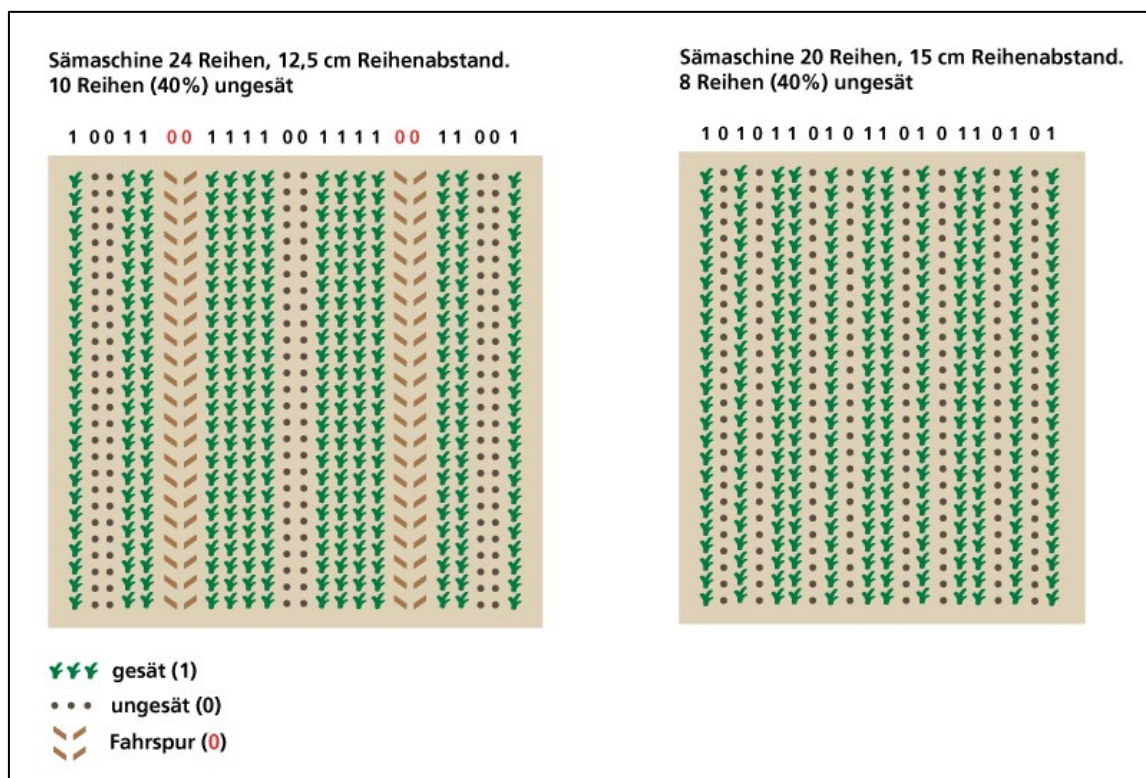 Sämaschine 24 Reihen, 12,5 cm Reihenabstand.
10 Reihen (40%) ungesät
1 0 0 1 1 0 0 1 1 1 1 0 0 1 1 1 1 0 0 1 1 0 0 1
Sämaschine 20 Reihen, 15 cm Reihenabstand.
8 Reihen (40%) ungesät
1 0 1 0 1 1 0 1 0 1 1 0 1 0 1 1 0 1 0 1
gesät (1)
ungesät (0)
Fahrspur (0)